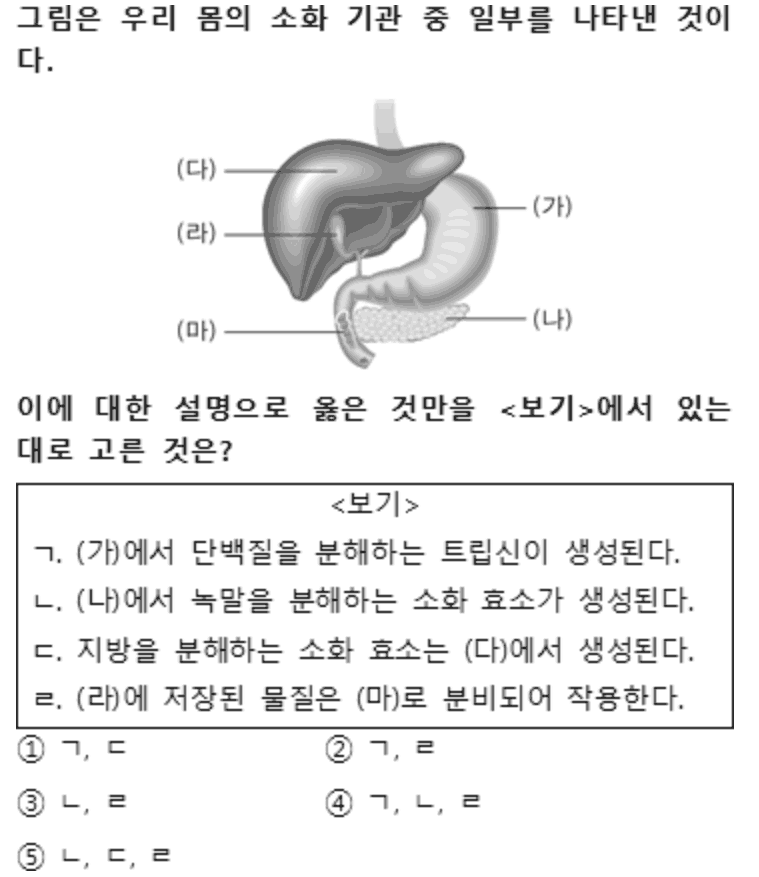 그림은 우리 몸의 소화 기관 중 일부를 나타낸 것이
다.
(다)
(가)
(라)
(마)
(나)
이에 대한 설명으로 옳은 것만을 <보기>에서 있는
대로 고른 것은?
<보기>
ㄱ. (가)에서 단백질을 분해하는 트립신이 생성된다.
ㄴ. (나)에서 녹말을 분해하는 소화 효소가 생성된다.
ㄷ. 지방을 분해하는 소화 효소는 (다)에서 생성된다.
ㄹ. (라)에 저장된 물질은 (마)로 분비되어 작용한다.
① ㄱ, ㄷ ② ㄱ, ㄹ
③ ㄴ, ㄹ ④ ㄱ, ㄴ, ㄹ
⑤ ㄴ, ㄷ, ㄹ